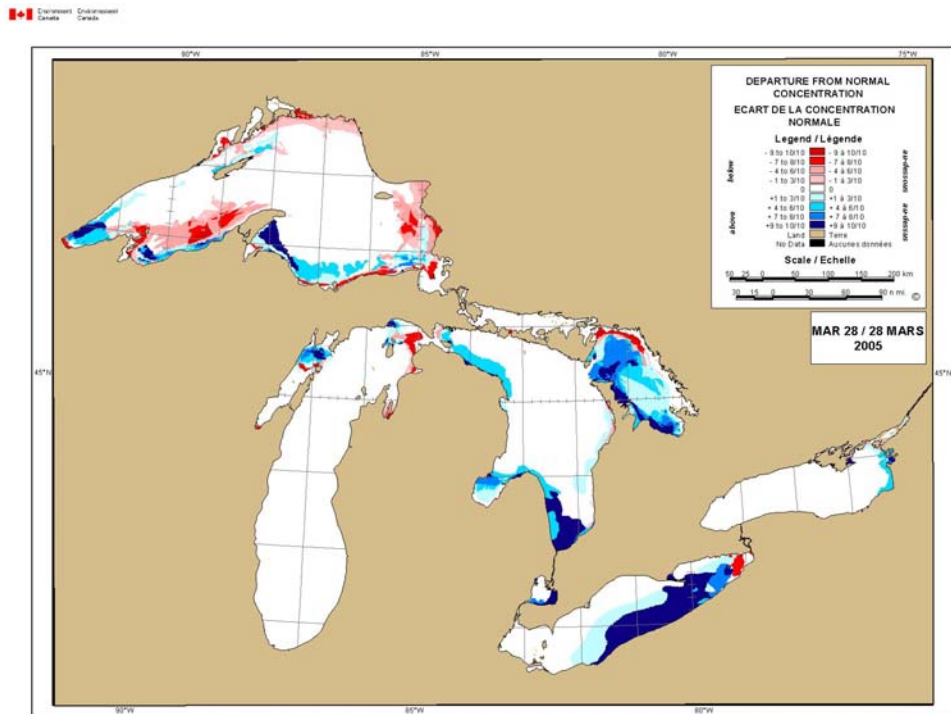 Environment Environnement
Canada Canada
90°W 85°W 80°W 75°W
DEPARTURE FROM NORMAL
CONCENTRATION
ECART DE LA CONCENTRATION
NORMALE
Legend / Légende
below
- 9 to 10/10 - 9 à 10/10
- 7 to 8/10 - 7 à 8/10
- 4 to 6/10 - 4 à 6/10
- 1 to 3/10 - 1 à 3/10
au-dessous
0 0
above
+1 to 3/10 +1 à 3/10
+ 4 to 6/10 + 4 à 6/10
+ 7 to 8/10 + 7 à 8/10
+9 to 10/10 +9 à 10/10
au-dessus
Land Terre
No Data Aucunes données
Scale / Echelle
50 25 0 50 100 150 200 km
30 15 0 30 60 90 n mi.
©
MAR 28 / 28 MARS
2005
45°N 45°N
90°W 85°W 80°W